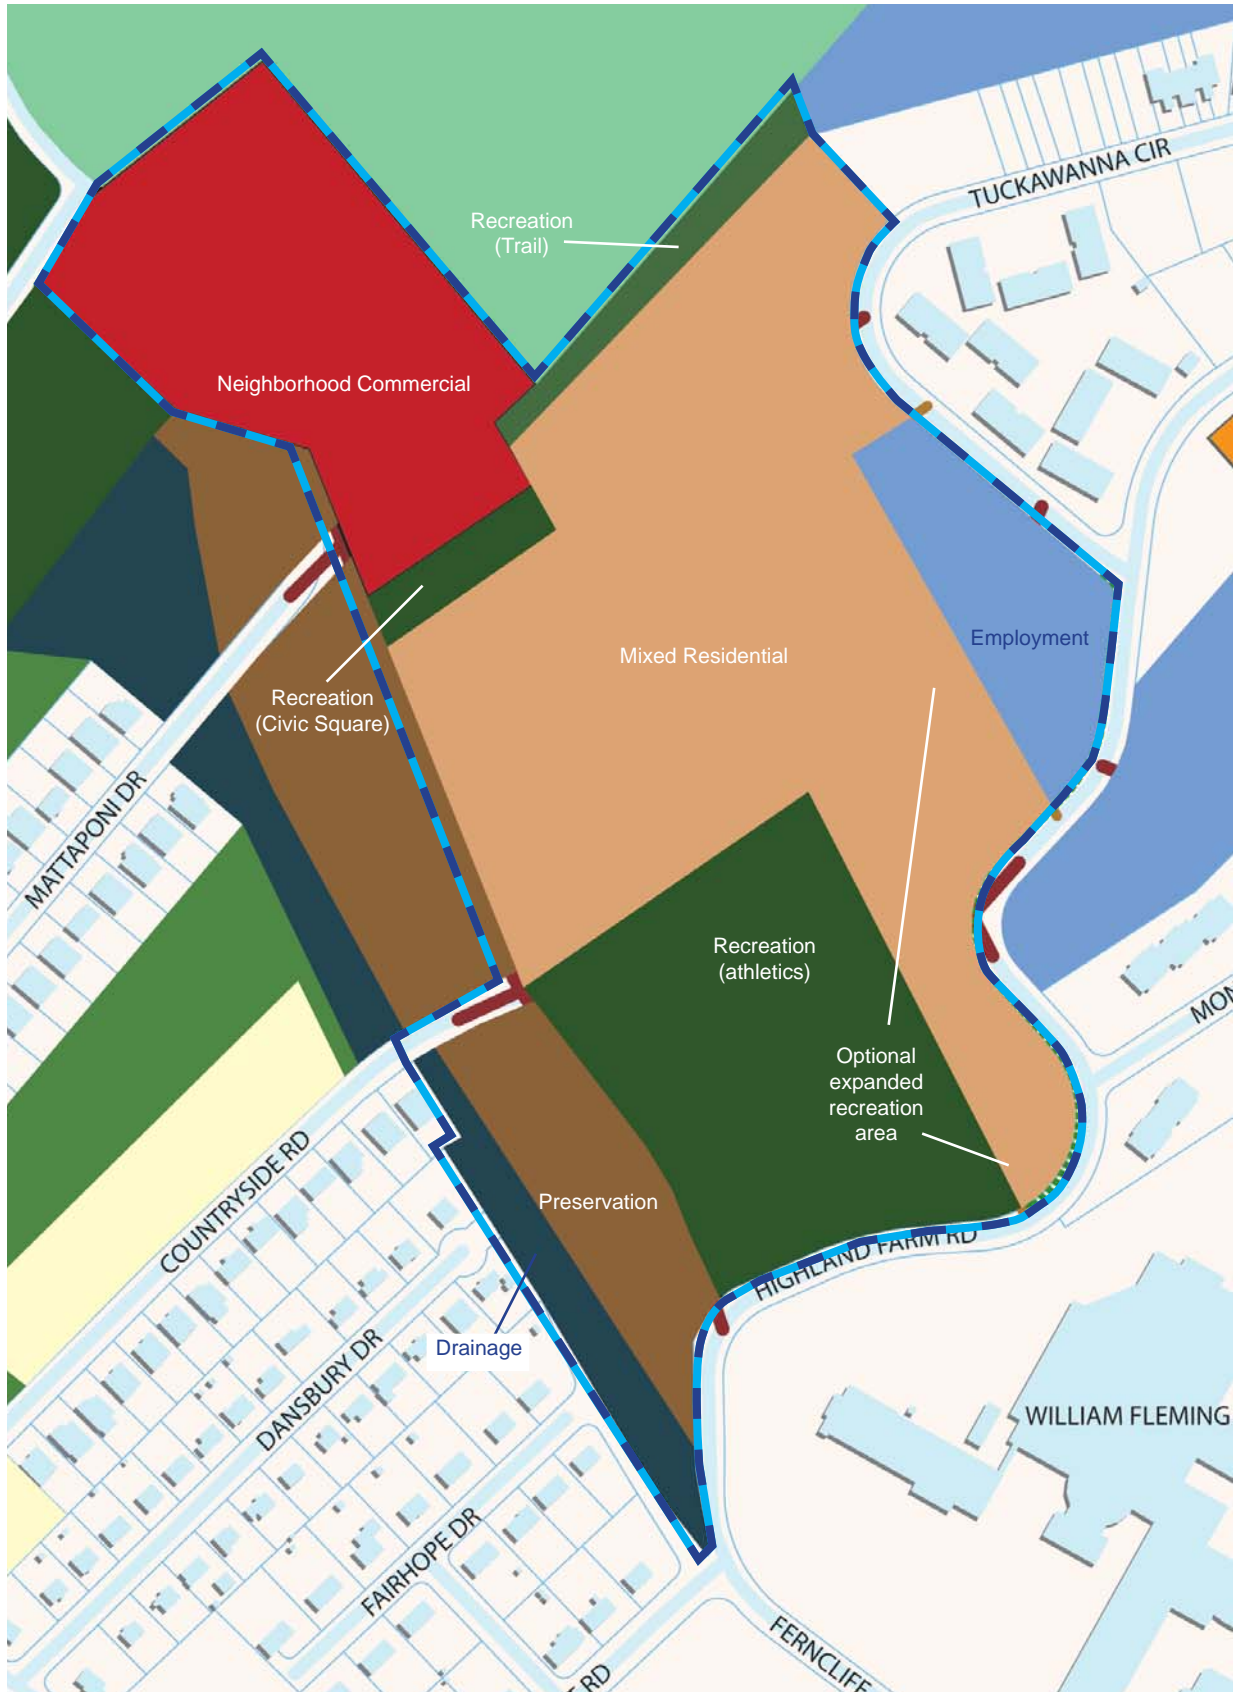 TUCKAWANNA CIR
Recreation
(Trail)
Neighborhood Commercial
Employment
Mixed Residential
Recreation
(Civic Square)
MATTAPONI DR
Recreation
(athletics)
MON
Optional
expanded
recreation
area
COUNTRYSIDE RD
Preservation
HIGHLAND FARM RD
Drainage
DANSBURY DR
WILLIAM FLEMING
FAIRHOPE DR
FERNCLIFF
RD